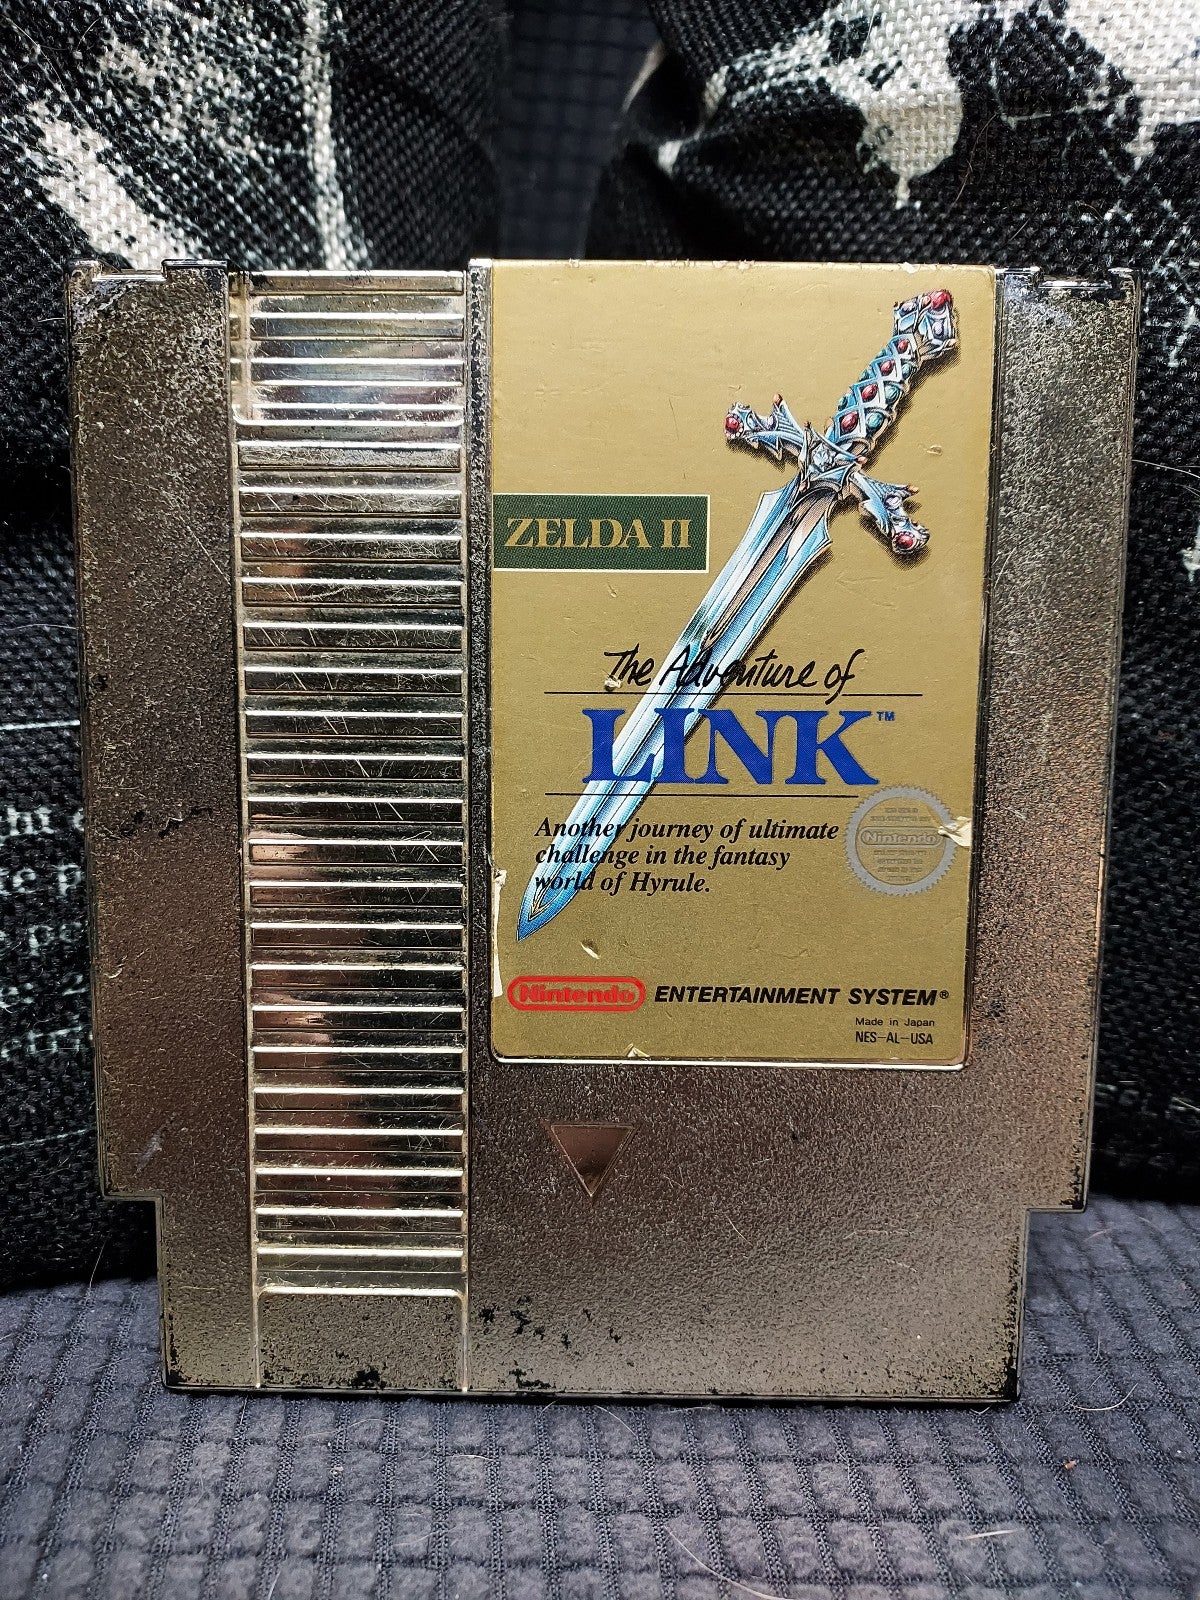 ZELDA II
The Adventure of
LINK™
Another journey of ultimate
challenge in the fantasy
world of Hyrule.
Nintendo
Nintendo ENTERTAINMENT SYSTEM®
Made in Japan
NES-AL-USA